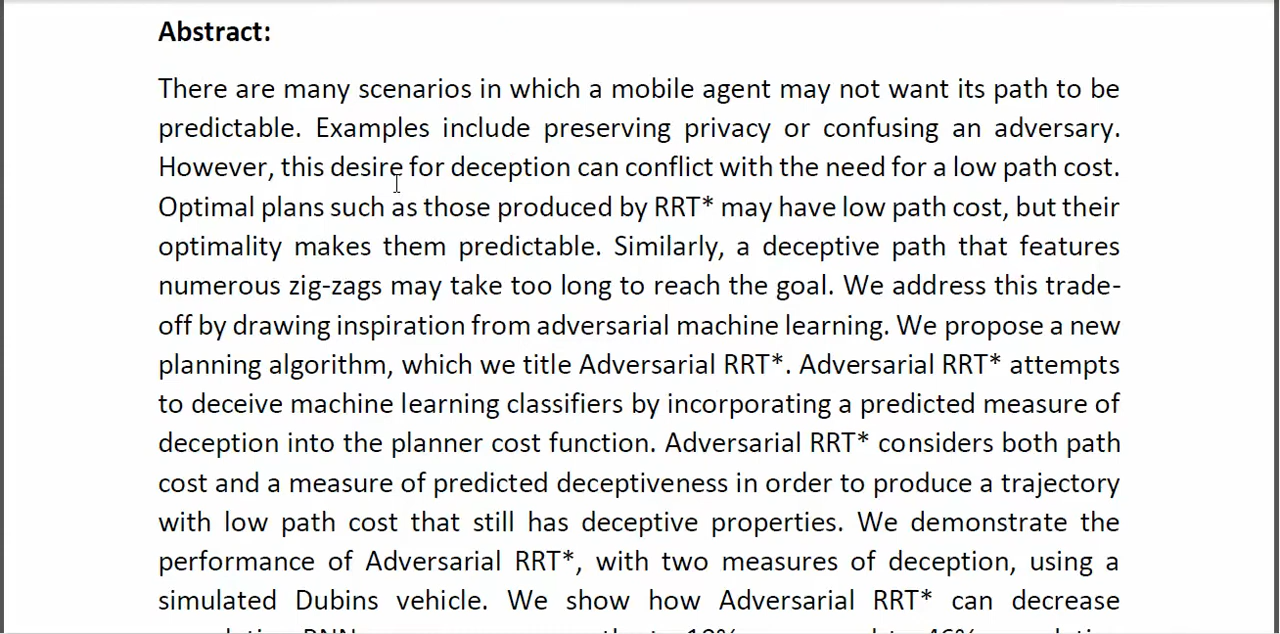 Abstract:
There are many scenarios in which a mobile agent may not want its path to be
predictable. Examples include preserving privacy or confusing an adversary.
However, this desire for deception can conflict with the need for a low path cost.
Optimal plans such as those produced by RRT* may have low path cost, but their
optimality makes them predictable. Similarly, a deceptive path that features
numerous zig-zags may take too long to reach the goal. We address this trade-
off by drawing inspiration from adversarial machine learning. We propose a new
planning algorithm, which we title Adversarial RRT*. Adversarial RRT* attempts
to deceive machine learning classifiers by incorporating a predicted measure of
deception into the planner cost function. Adversarial RRT* considers both path
cost and a measure of predicted deceptiveness in order to produce a trajectory
with low path cost that still has deceptive properties. We demonstrate the
performance of Adversarial RRT*, with two measures of deception, using a
simulated Dubins vehicle. We show how Adversarial RRT* can decrease